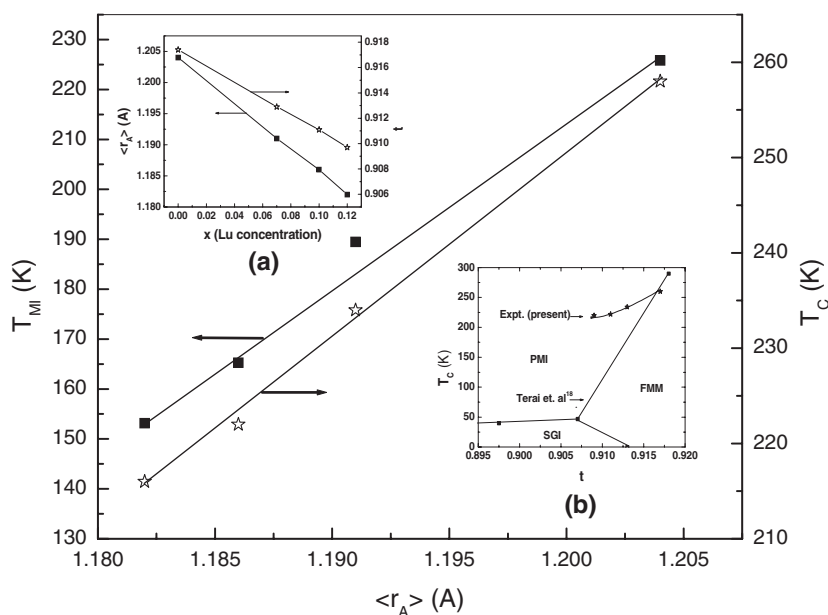 225
220
210
200
190
180
170
160
150
140
130
T_MI (K)
260
250
240
230
220
210
T_C (K)
1.180
1.185
1.190
1.195
1.200
1.205
<r_A> (A)
1.205
1.200
1.195
1.190
1.185
1.180
<r_A> (A)
0.918
0.916
0.914
0.912
0.910
0.908
0.906
t
0.00 0.02 0.04 0.06 0.08 0.10 0.12
x (Lu concentration)
(a)
300
250
200
150
100
50
0
T_C (K)
Expt. (present)
PMI
FMM
Terai et. al¹⁸
SGI
0.895 0.900 0.905 0.910 0.915 0.920
t
(b)